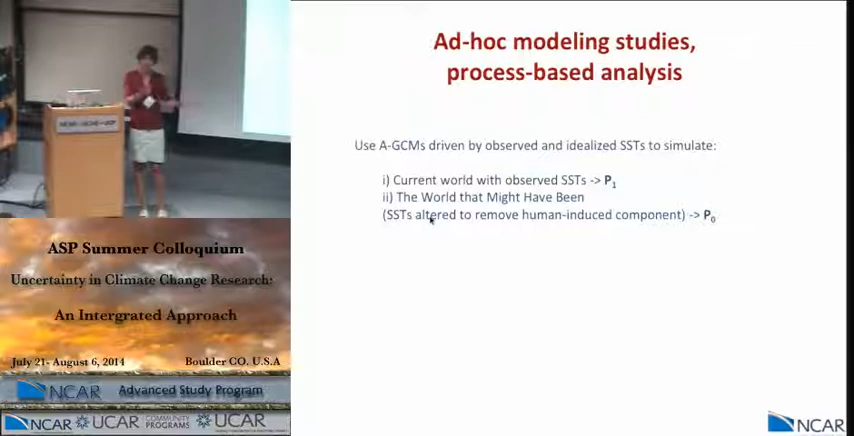 Ad-hoc modeling studies,
process-based analysis
Use A-GCMs driven by observed and idealized SSTs to simulate:
i) Current world with observed SSTs -> P1
ii) The World that Might Have Been
(SSTs altered to remove human-induced component) -> P0
NCAR
ASP Summer Colloquium
Uncertainty in Climate Change Research:
An Intergrated Approach
July 21- August 6, 2014 Boulder CO. U.S.A
NCAR Advanced Study Program
NCAR UCAR COMMUNITY PROGRAMS UCAR